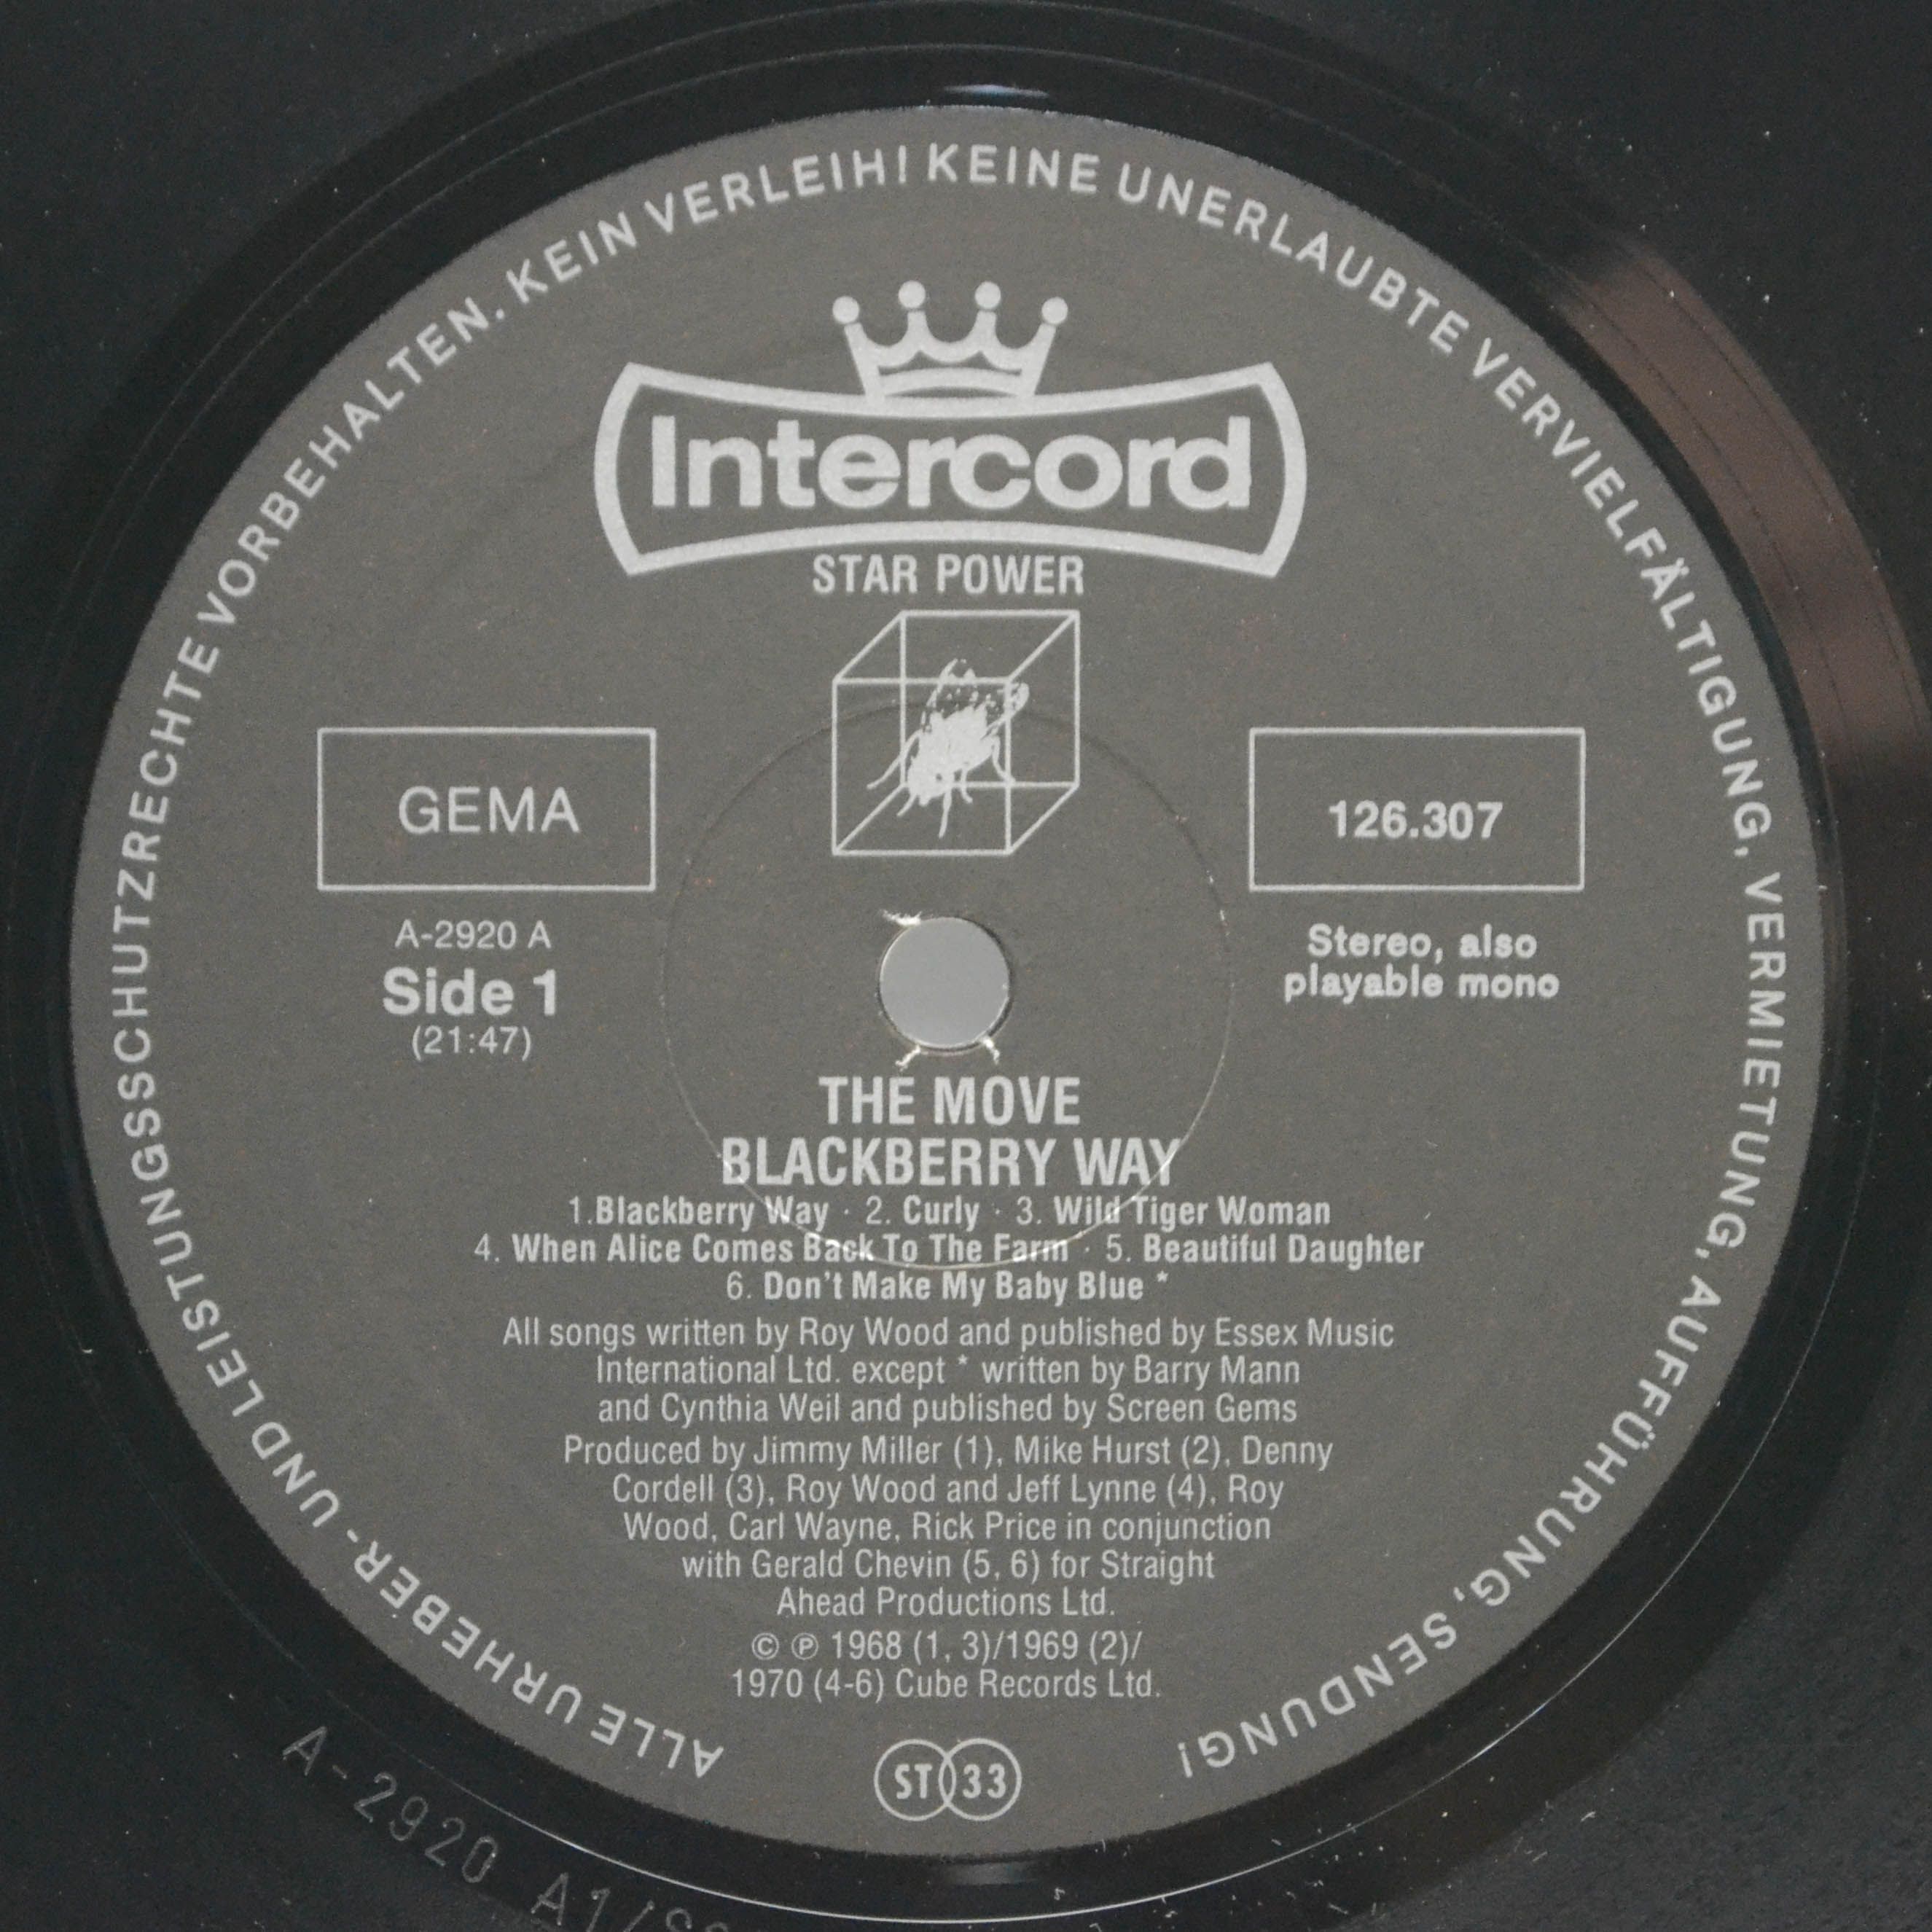 ALLE URHEBER- UND LEISTUNGSSCHUTZRECHTE VORBEHALTEN. KEIN VERLEIH! KEINE UNERLAUBTE VERVIELFÄLTIGUNG, VERMIETUNG, AUFFÜHRUNG, SENDUNG!
Intercord
STAR POWER
GEMA
126.307
A-2920 A
Side 1
(21:47)
Stereo, also
playable mono
THE MOVE
BLACKBERRY WAY
1.Blackberry Way · 2. Curly · 3. Wild Tiger Woman
4. When Alice Comes Back To The Farm · 5. Beautiful Daughter
6. Don't Make My Baby Blue *
All songs written by Roy Wood and published by Essex Music
International Ltd. except * written by Barry Mann
and Cynthia Weil and published by Screen Gems
Produced by Jimmy Miller (1), Mike Hurst (2), Denny
Cordell (3), Roy Wood and Jeff Lynne (4), Roy
Wood, Carl Wayne, Rick Price in conjunction
with Gerald Chevin (5, 6) for Straight
Ahead Productions Ltd.
© ℗ 1968 (1, 3)/1969 (2)/
1970 (4-6) Cube Records Ltd.
ST 33
A-2920